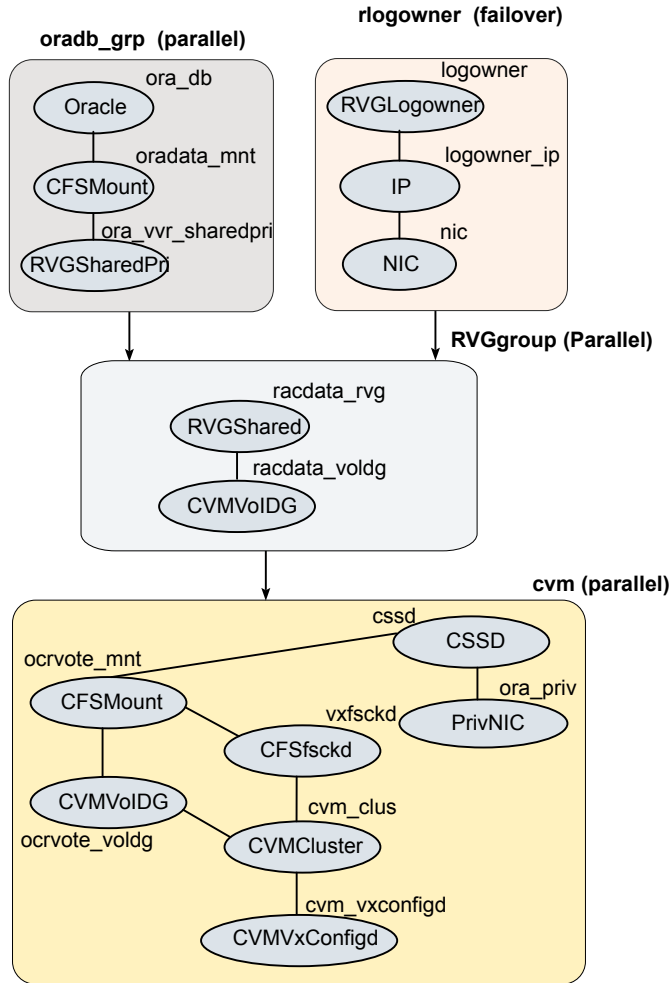 oradb_grp (parallel)
rlogowner (failover)
ora_db
Oracle
oradata_mnt
CFSMount
ora_vvr_sharedpri
RVGSharedPri
logowner
RVGLogowner
logowner_ip
IP
nic
NIC
RVGgroup (Parallel)
racdata_rvg
RVGShared
racdata_voldg
CVMVolDG
cvm (parallel)
cssd
CSSD
ocrvote_mnt
CFSMount
ora_priv
PrivNIC
vxfsckd
CFSfsckd
CVMVolDG
ocrvote_voldg
cvm_clus
CVMCluster
cvm_vxconfigd
CVMVxConfigd